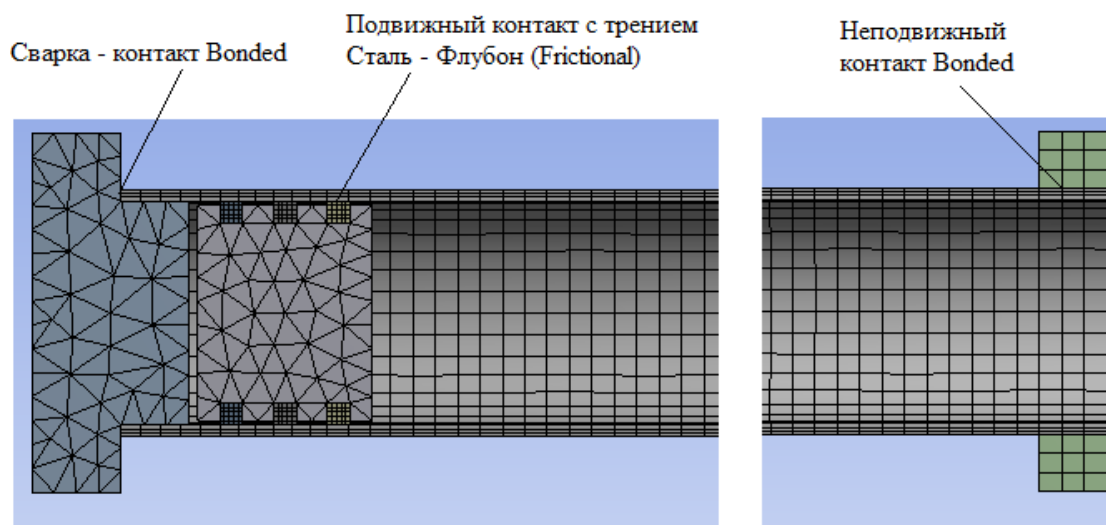 Сварка - контакт Bonded
Подвижный контакт с трением
Сталь - Флубон (Frictional)
Неподвижный
контакт Bonded